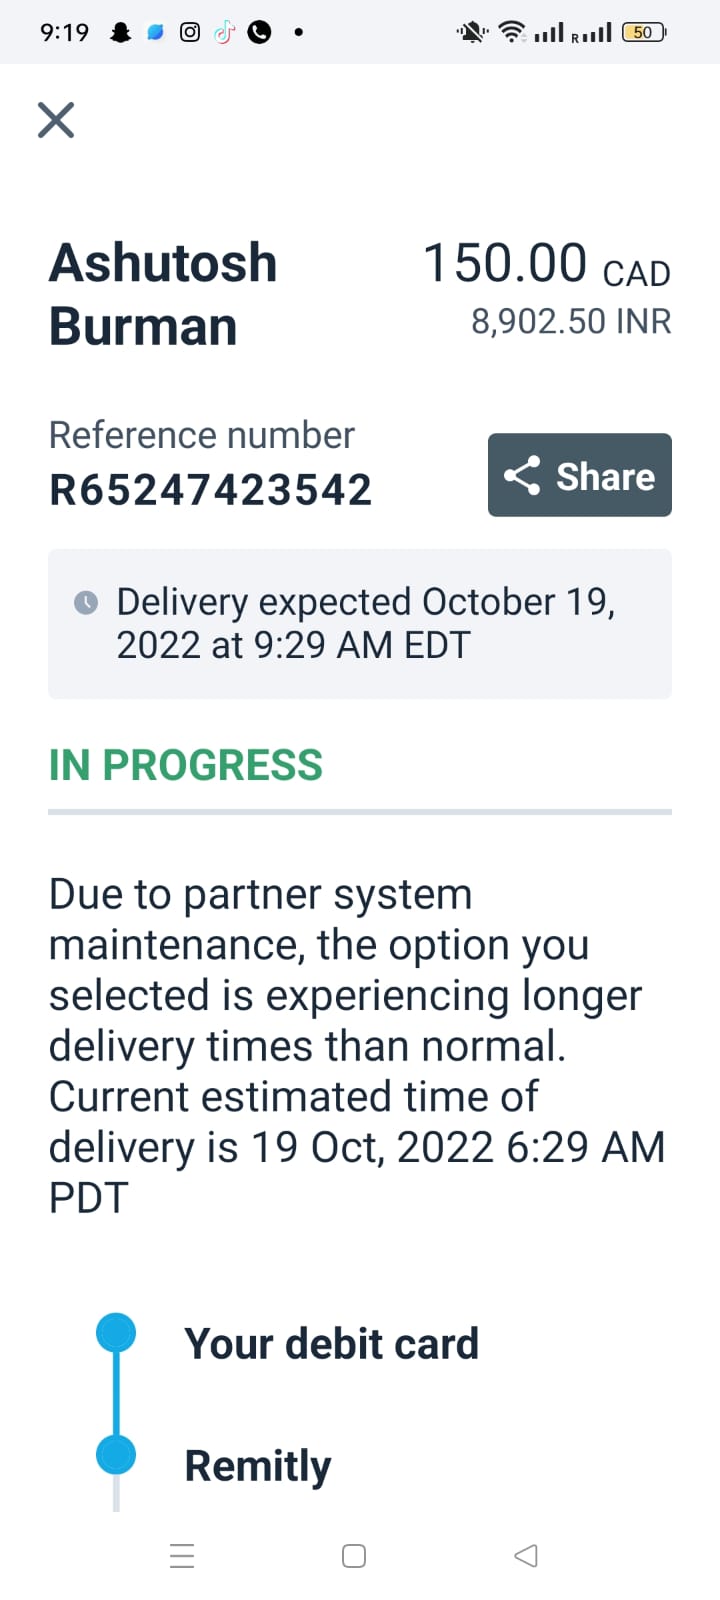 9:19
R
50
Ashutosh
Burman
150.00 CAD
8,902.50 INR
Reference number
R65247423542
Share
Delivery expected October 19,
2022 at 9:29 AM EDT
IN PROGRESS
Due to partner system
maintenance, the option you
selected is experiencing longer
delivery times than normal.
Current estimated time of
delivery is 19 Oct, 2022 6:29 AM
PDT
Your debit card
Remitly